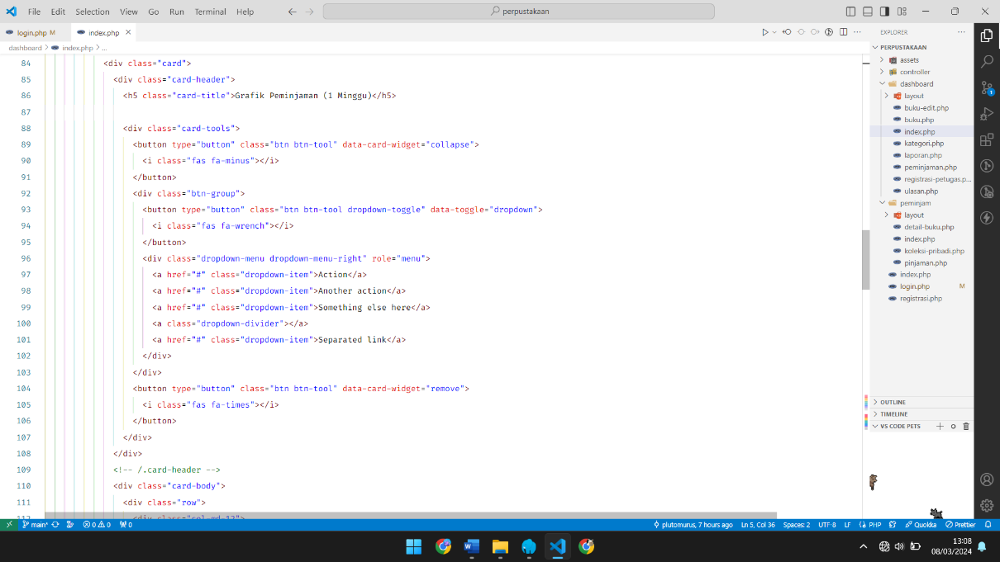 File Edit Selection View Go Run Terminal Help
perpustakaan
login.php M
index.php
dashboard > index.php > ...
84 <div class="card">
85 <div class="card-header">
86 <h5 class="card-title">Grafik Peminjaman (1 Minggu)</h5>
87
88 <div class="card-tools">
89 <button type="button" class="btn btn-tool" data-card-widget="collapse">
90 <i class="fas fa-minus"></i>
91 </button>
92 <div class="btn-group">
93 <button type="button" class="btn btn-tool dropdown-toggle" data-toggle="dropdown">
94 <i class="fas fa-wrench"></i>
95 </button>
96 <div class="dropdown-menu dropdown-menu-right" role="menu">
97 <a href="#" class="dropdown-item">Action</a>
98 <a href="#" class="dropdown-item">Another action</a>
99 <a href="#" class="dropdown-item">Something else here</a>
100 <a class="dropdown-divider"></a>
101 <a href="#" class="dropdown-item">Separated link</a>
102 </div>
103 </div>
104 <button type="button" class="btn btn-tool" data-card-widget="remove">
105 <i class="fas fa-times"></i>
106 </button>
107 </div>
108 </div>
109 <!-- /.card-header -->
110 <div class="card-body">
111 <div class="row">
112 <div class="col-md-12">
EXPLORER
PERPUSTAKAAN
assets
controller
dashboard
layout
buku-edit.php
buku.php
index.php
kategori.php
laporan.php
peminjaman.php
registrasi-petugas.p...
ulasan.php
peminjam
layout
detail-buku.php
index.php
koleksi-pribadi.php
pinjaman.php
index.php
login.php M
registrasi.php
OUTLINE
TIMELINE
VS CODE PETS
1
main* 0 0 0
plutomurus, 7 hours ago Ln 5, Col 36 Spaces: 2 UTF-8 LF PHP Quokka Prettier
13:08
08/03/2024